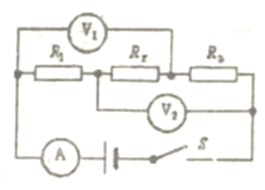 V₁
R₁ R₂ R₃
V₂
A S